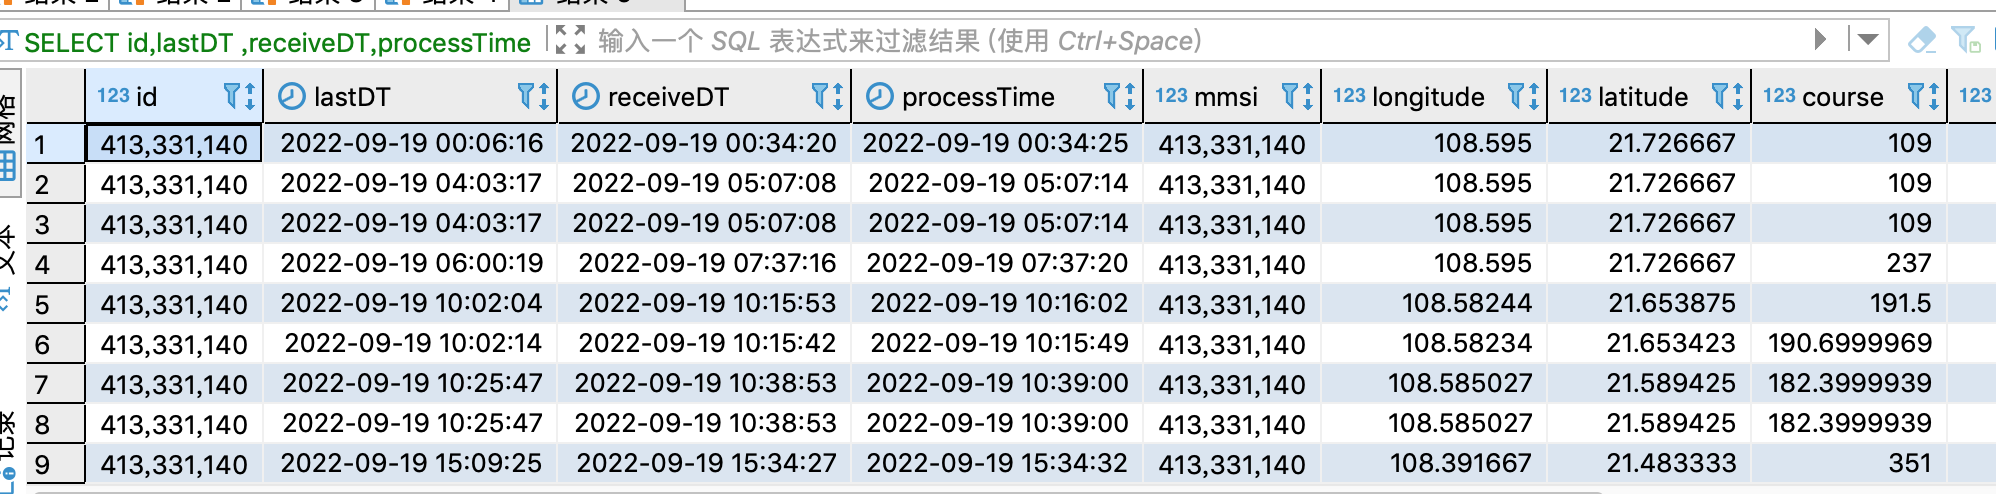 SELECT id,lastDT ,receiveDT,processTime 输入一个 SQL 表达式来过滤结果 (使用 Ctrl+Space)
123 id lastDT receiveDT processTime 123 mmsi 123 longitude 123 latitude 123 course 123
1 413,331,140 2022-09-19 00:06:16 2022-09-19 00:34:20 2022-09-19 00:34:25 413,331,140 108.595 21.726667 109
2 413,331,140 2022-09-19 04:03:17 2022-09-19 05:07:08 2022-09-19 05:07:14 413,331,140 108.595 21.726667 109
3 413,331,140 2022-09-19 04:03:17 2022-09-19 05:07:08 2022-09-19 05:07:14 413,331,140 108.595 21.726667 109
4 413,331,140 2022-09-19 06:00:19 2022-09-19 07:37:16 2022-09-19 07:37:20 413,331,140 108.595 21.726667 237
5 413,331,140 2022-09-19 10:02:04 2022-09-19 10:15:53 2022-09-19 10:16:02 413,331,140 108.58244 21.653875 191.5
6 413,331,140 2022-09-19 10:02:14 2022-09-19 10:15:42 2022-09-19 10:15:49 413,331,140 108.58234 21.653423 190.6999969
7 413,331,140 2022-09-19 10:25:47 2022-09-19 10:38:53 2022-09-19 10:39:00 413,331,140 108.585027 21.589425 182.3999939
8 413,331,140 2022-09-19 10:25:47 2022-09-19 10:38:53 2022-09-19 10:39:00 413,331,140 108.585027 21.589425 182.3999939
9 413,331,140 2022-09-19 15:09:25 2022-09-19 15:34:27 2022-09-19 15:34:32 413,331,140 108.391667 21.483333 351
网格
文本
记录